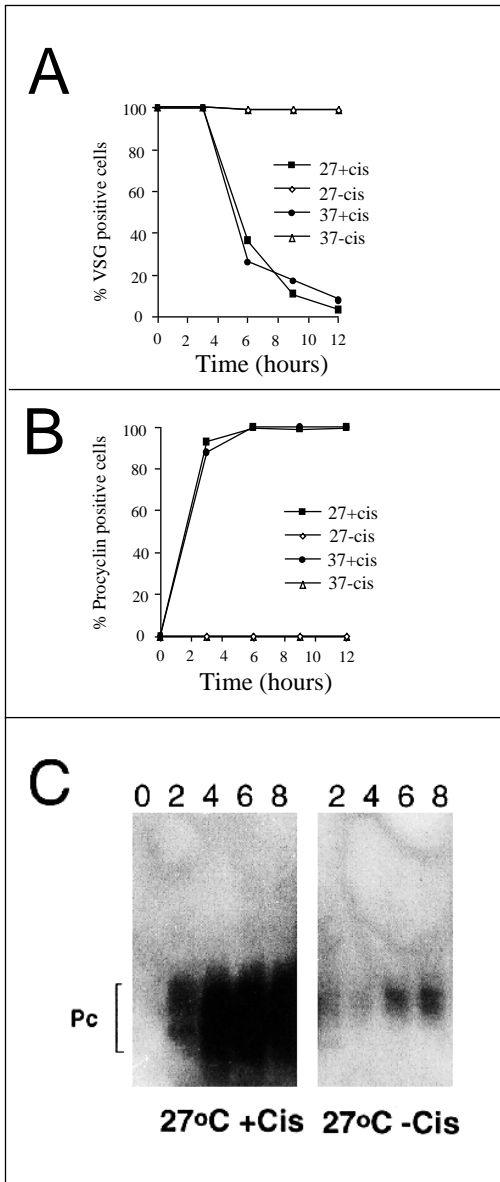 A
% VSG positive cells
100
80
60
40
20
0
0 2 4 6 8 10 12
Time (hours)
27+cis
27-cis
37+cis
37-cis
B
% Procyclin positive cells
100
80
60
40
20
0
0 2 4 6 9 10 12
Time (hours)
27+cis
27-cis
37+cis
37-cis
C
0 2 4 6 8 2 4 6 8
Pc
27ºC +Cis 27ºC -Cis